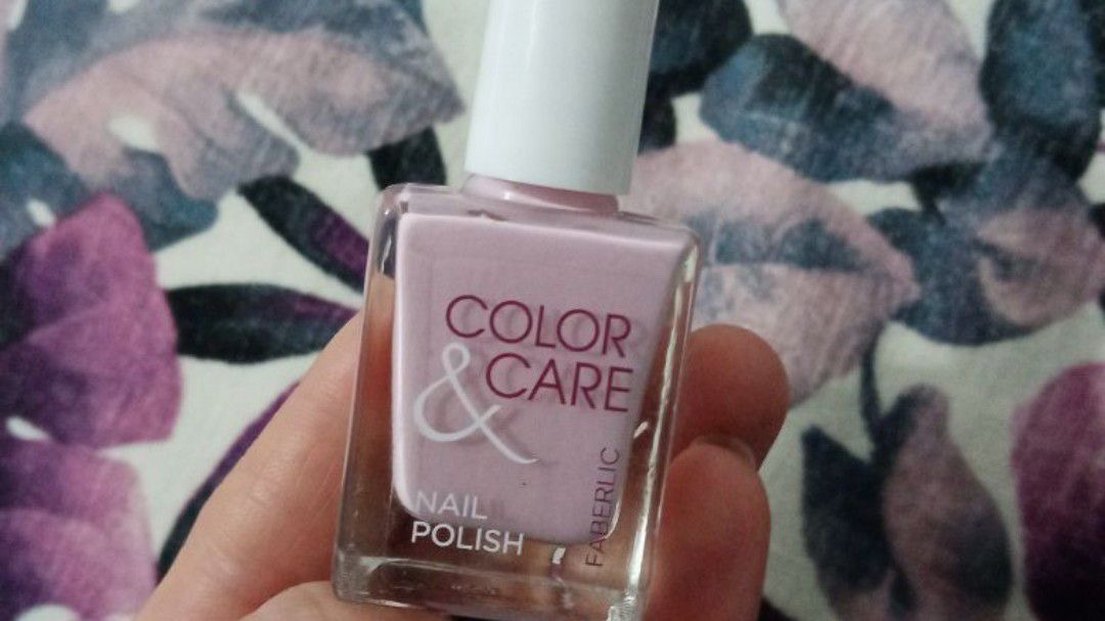 COLOR
& CARE
NAIL
POLISH
FABERLIC